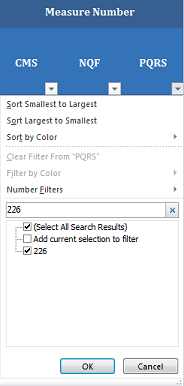 Measure Number
CMS NQF PQRS
Sort Smallest to Largest
Sort Largest to Smallest
Sort by Color
Clear Filter From "PQRS"
Filter by Color
Number Filters
226
(Select All Search Results)
Add current selection to filter
226
OK Cancel